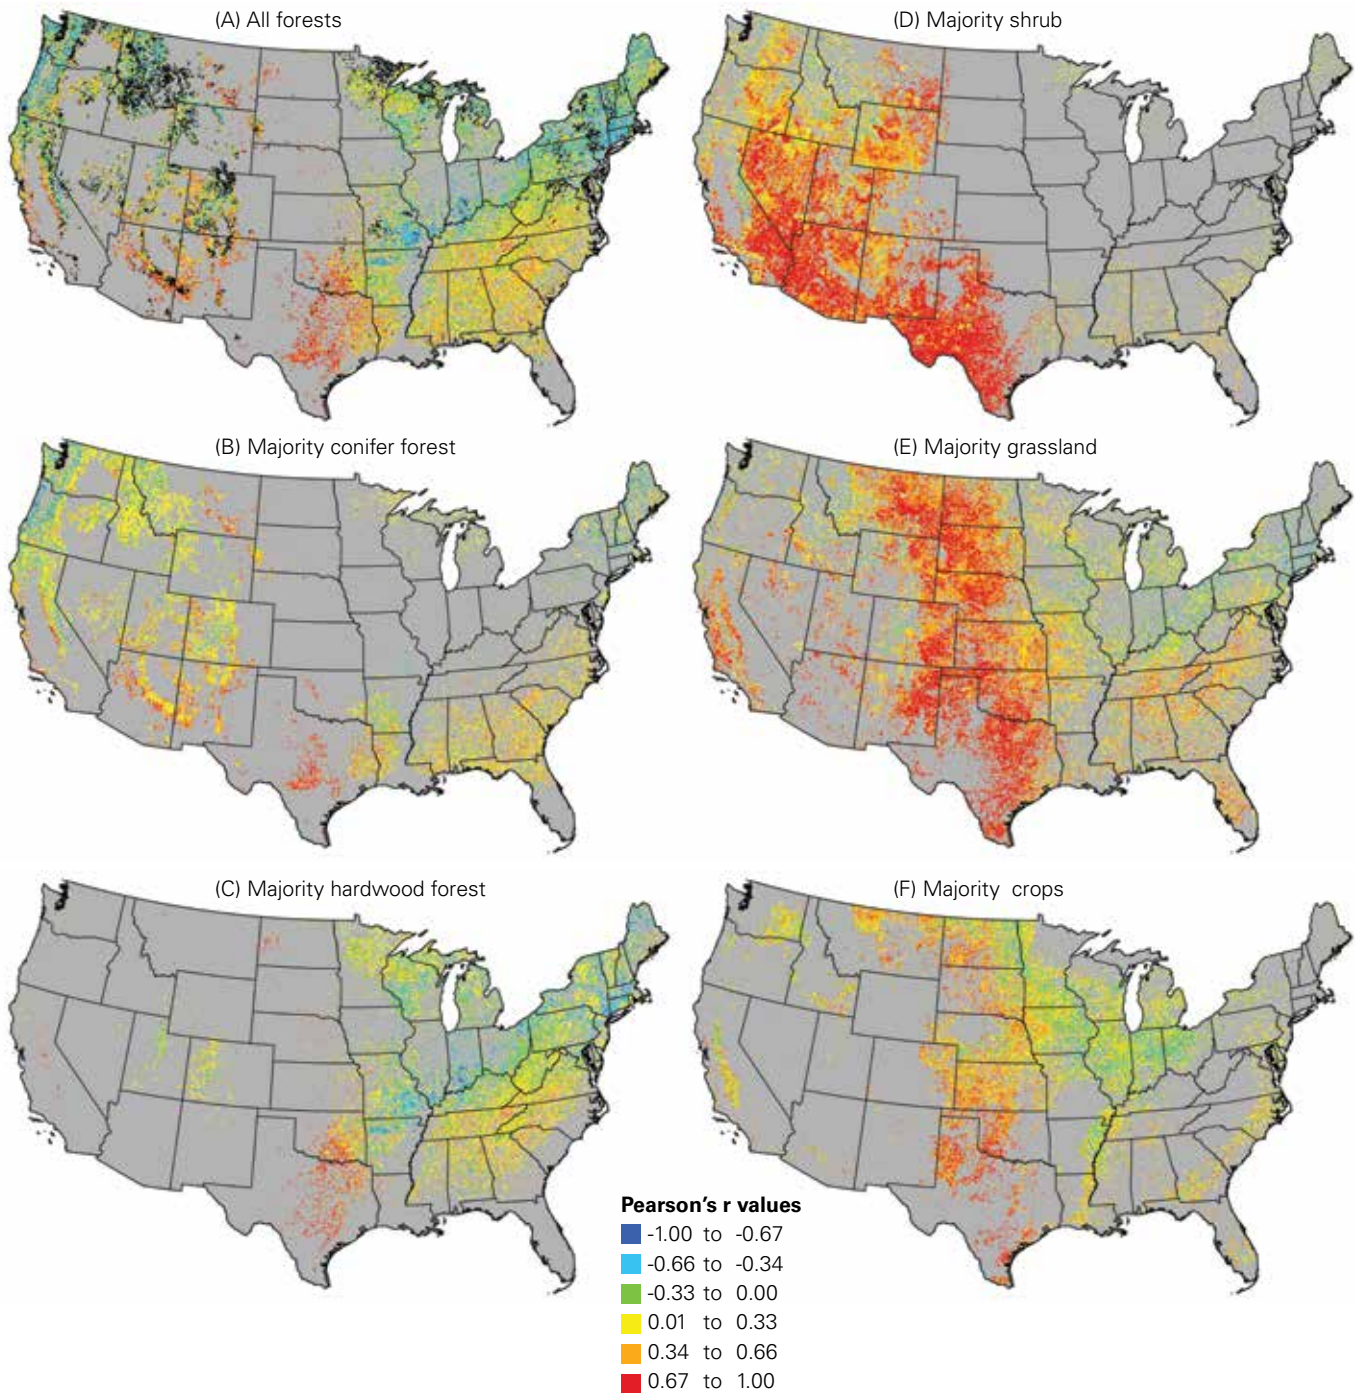 (A) All forests
(D) Majority shrub
(B) Majority conifer forest
(E) Majority grassland
(C) Majority hardwood forest
(F) Majority crops
Pearson's r values
-1.00 to -0.67
-0.66 to -0.34
-0.33 to 0.00
0.01 to 0.33
0.34 to 0.66
0.67 to 1.00